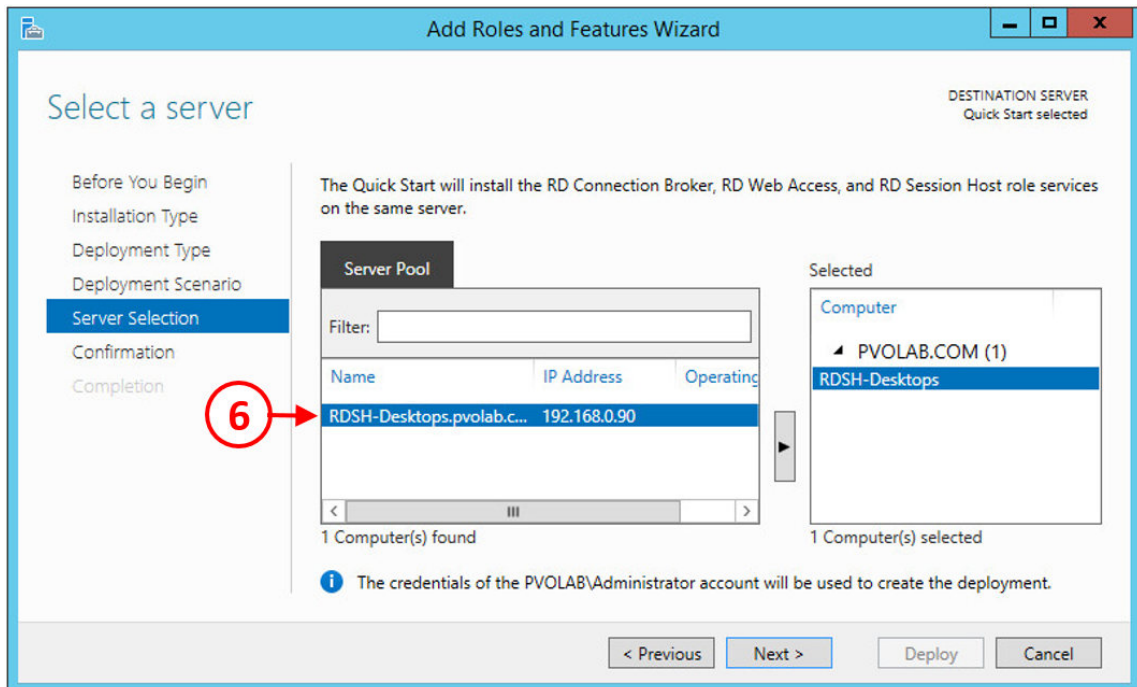 Add Roles and Features Wizard
Select a server
DESTINATION SERVER
Quick Start selected
Before You Begin
Installation Type
Deployment Type
Deployment Scenario
Server Selection
Confirmation
Completion
The Quick Start will install the RD Connection Broker, RD Web Access, and RD Session Host role services
on the same server.
Server Pool
Filter:
Name IP Address Operating
RDSH-Desktops.pvolab.c... 192.168.0.90
1 Computer(s) found
Selected
Computer
PVOLAB.COM (1)
RDSH-Desktops
1 Computer(s) selected
6
The credentials of the PVOLAB\Administrator account will be used to create the deployment.
< Previous Next > Deploy Cancel